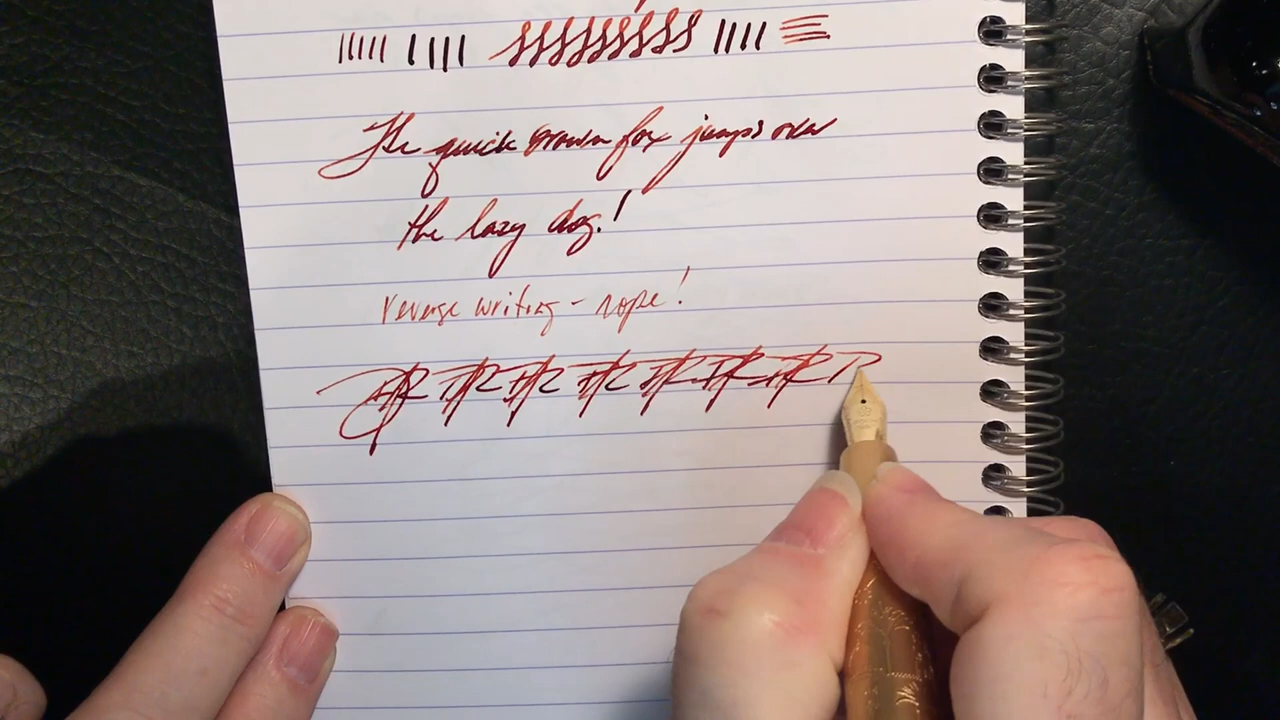 The quick brown fox jumps over
the lazy dog!
reverse writing - nope!